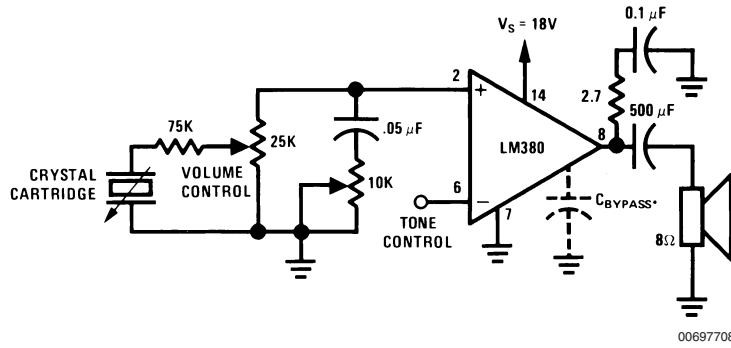 0.1 μF
VS = 18V
2
14
2.7
500 μF
75K
25K
.05 μF
+
LM380
8
CRYSTAL
CARTRIDGE
VOLUME
CONTROL
10K
6
−
CBYPASS*
TONE
CONTROL
7
8Ω
00697708